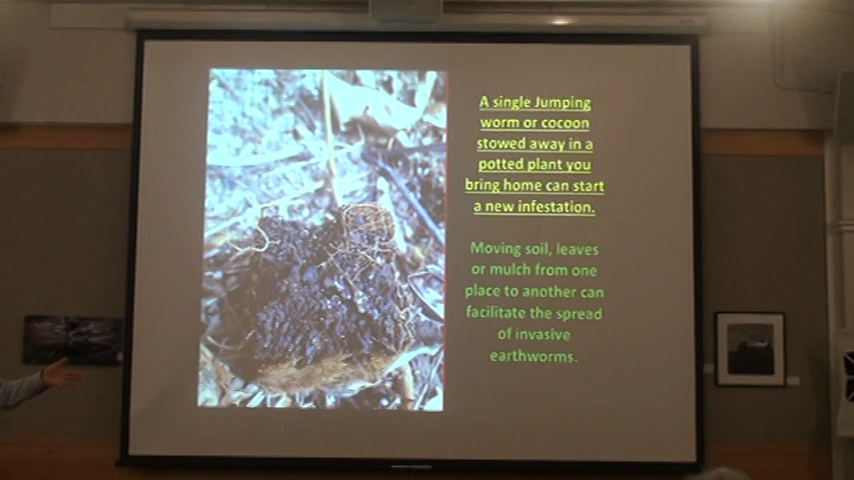 A single Jumping
worm or cocoon
stowed away in a
potted plant you
bring home can start
a new infestation.
Moving soil, leaves
or mulch from one
place to another can
facilitate the spread
of invasive
earthworms.